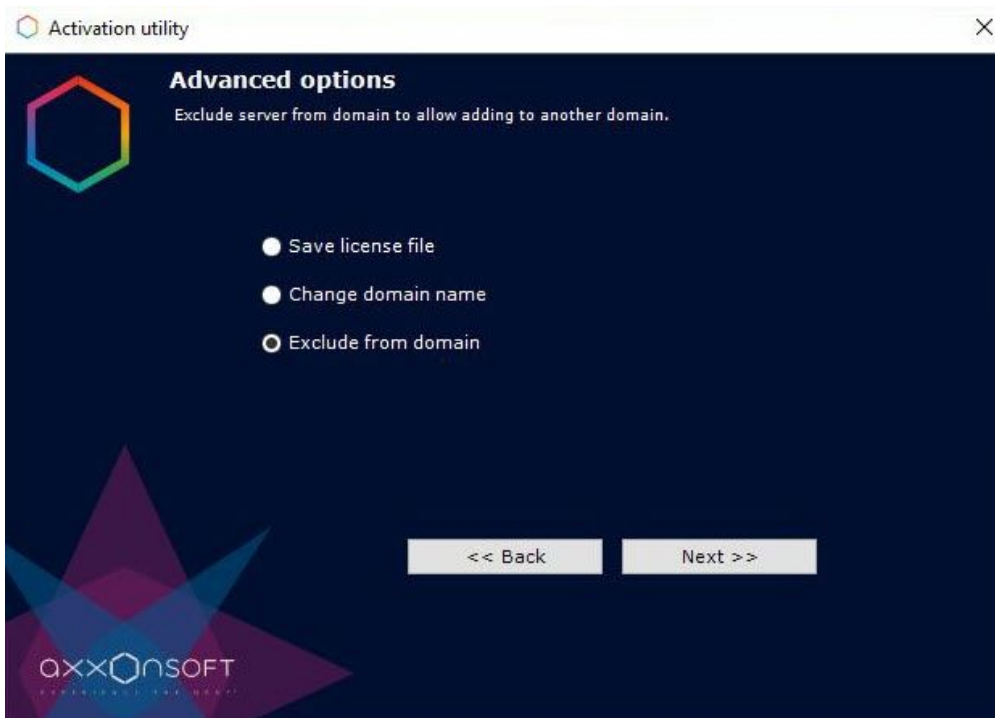 Activation utility
Advanced options
Exclude server from domain to allow adding to another domain.
Save license file
Change domain name
Exclude from domain
<< Back
Next >>
axxonsoft